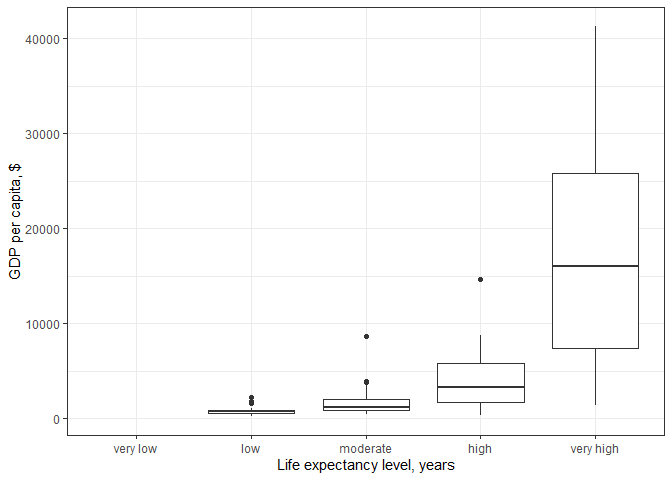 40000
30000
20000
10000
0
GDP per capita, $
very low low moderate high very high
Life expectancy level, years